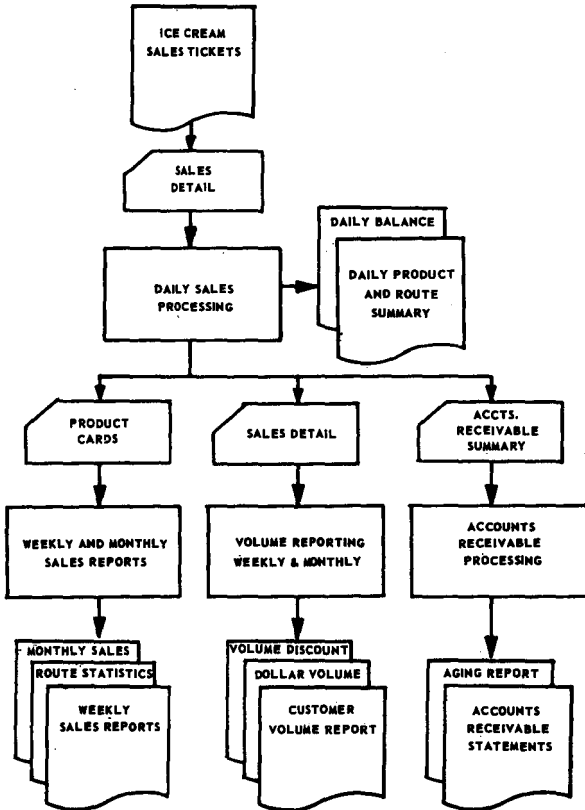 ICE CREAM
SALES TICKETS
SALES
DETAIL
DAILY SALES
PROCESSING
DAILY BALANCE
DAILY PRODUCT
AND ROUTE
SUMMARY
PRODUCT
CARDS
SALES DETAIL
ACCTS.
RECEIVABLE
SUMMARY
WEEKLY AND MONTHLY
SALES REPORTS
VOLUME REPORTING
WEEKLY & MONTHLY
ACCOUNTS
RECEIVABLE
PROCESSING
MONTHLY SALES
ROUTE STATISTICS
WEEKLY
SALES REPORTS
VOLUME DISCOUNT
DOLLAR VOLUME
CUSTOMER
VOLUME REPORT
AGING REPORT
ACCOUNTS
RECEIVABLE
STATEMENTS